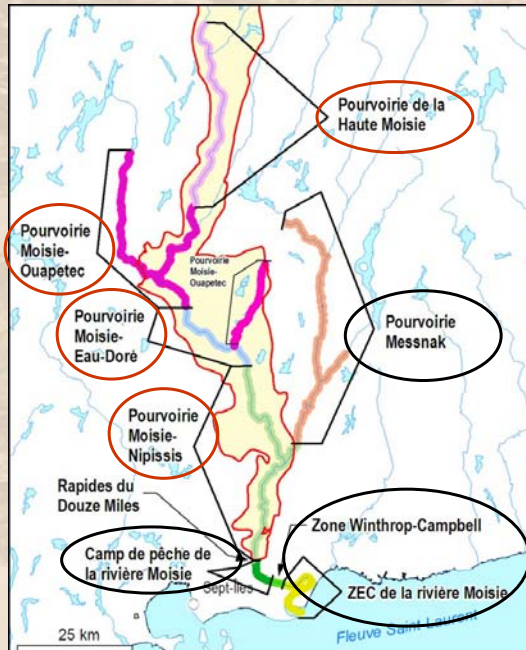 Pourvoirie de la
Haute Moisie
Pourvoirie
Moisie-
Ouapetec
Pourvoirie
Moisie-
Ouapetec
Pourvoirie
Moisie-
Eau-Doré
Pourvoirie
Messnak
Pourvoirie
Moisie-
Nipissis
Rapides du
Douze Miles
Zone Winthrop-Campbell
Camp de pêche de
la rivière Moisie
Sept-Iles
ZEC de la rivière Moisie
Fleuve Saint Laurent
25 km